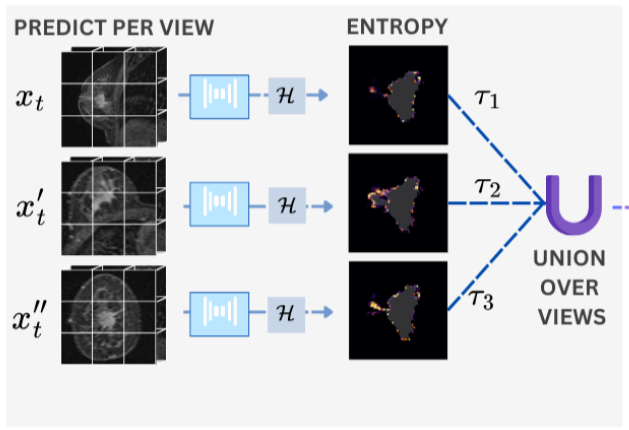 PREDICT PER VIEW
ENTROPY
x_t
ℋ
τ_1
x'_t
ℋ
τ_2
UNION
OVER
VIEWS
x''_t
ℋ
τ_3